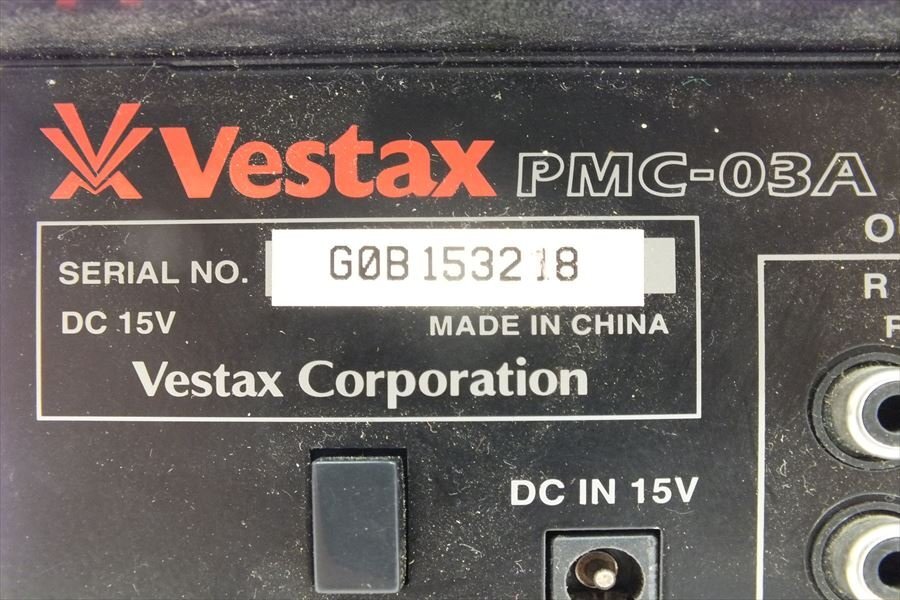 Vestax PMC-03A
SERIAL NO. G0B153218
DC 15V MADE IN CHINA
Vestax Corporation
DC IN 15V
R